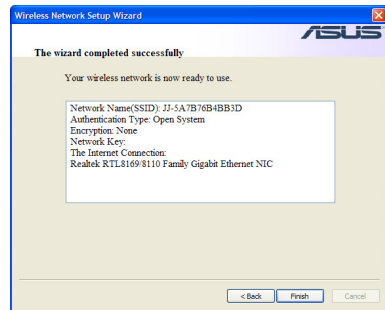 Wireless Network Setup Wizard
ASUS
The wizard completed successfully
Your wireless network is now ready to use.
Network Name(SSID): JJ-5A7B76B4BB3D
Authentication Type: Open System
Encryption: None
Network Key:
The Internet Connection:
Realtek RTL8169/8110 Family Gigabit Ethernet NIC
< Back Finish Cancel